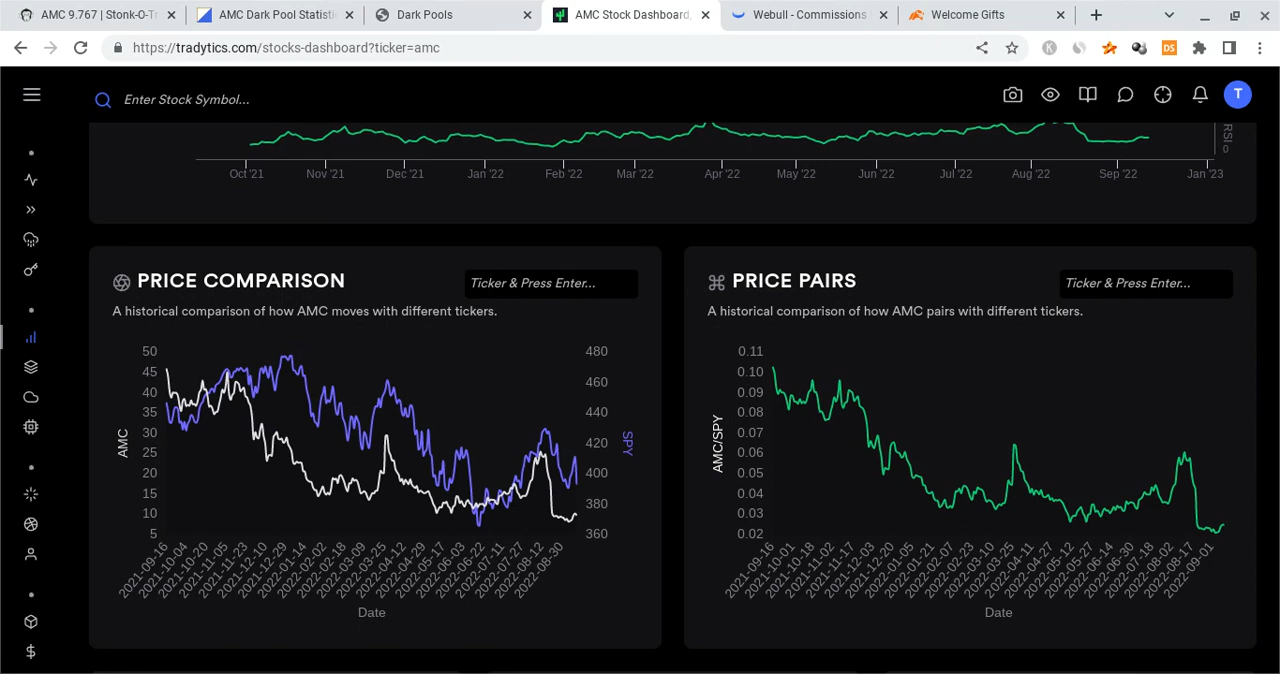 AMC 9.767 | Stonk-O-Tr
AMC Dark Pool Statisti
Dark Pools
AMC Stock Dashboard,
Webull - Commissions
Welcome Gifts
https://tradytics.com/stocks-dashboard?ticker=amc
K
DS
Enter Stock Symbol...
T
RSI
0
Oct '21
Nov '21
Dec '21
Jan '22
Feb '22
Mar '22
Apr '22
May '22
Jun '22
Jul '22
Aug '22
Sep '22
Jan '23
PRICE COMPARISON
Ticker & Press Enter...
A historical comparison of how AMC moves with different tickers.
50
45
40
35
30
25
20
15
10
5
AMC
480
460
440
420
400
380
360
SPY
2021-09-16
2021-10-04
2021-10-20
2021-11-05
2021-11-23
2021-12-10
2021-12-29
2022-01-14
2022-02-02
2022-02-18
2022-03-09
2022-03-25
2022-04-12
2022-04-29
2022-05-17
2022-06-03
2022-06-22
2022-07-11
2022-07-27
2022-08-12
2022-08-30
Date
PRICE PAIRS
Ticker & Press Enter...
A historical comparison of how AMC pairs with different tickers.
0.11
0.10
0.09
0.08
0.07
0.06
0.05
0.04
0.03
0.02
AMC/SPY
2021-09-16
2021-10-01
2021-10-18
2021-11-02
2021-11-17
2021-12-03
2021-12-20
2022-01-05
2022-01-21
2022-02-07
2022-02-23
2022-03-10
2022-03-25
2022-04-11
2022-04-27
2022-05-12
2022-05-27
2022-06-14
2022-06-30
2022-07-18
2022-08-02
2022-08-17
2022-09-01
Date